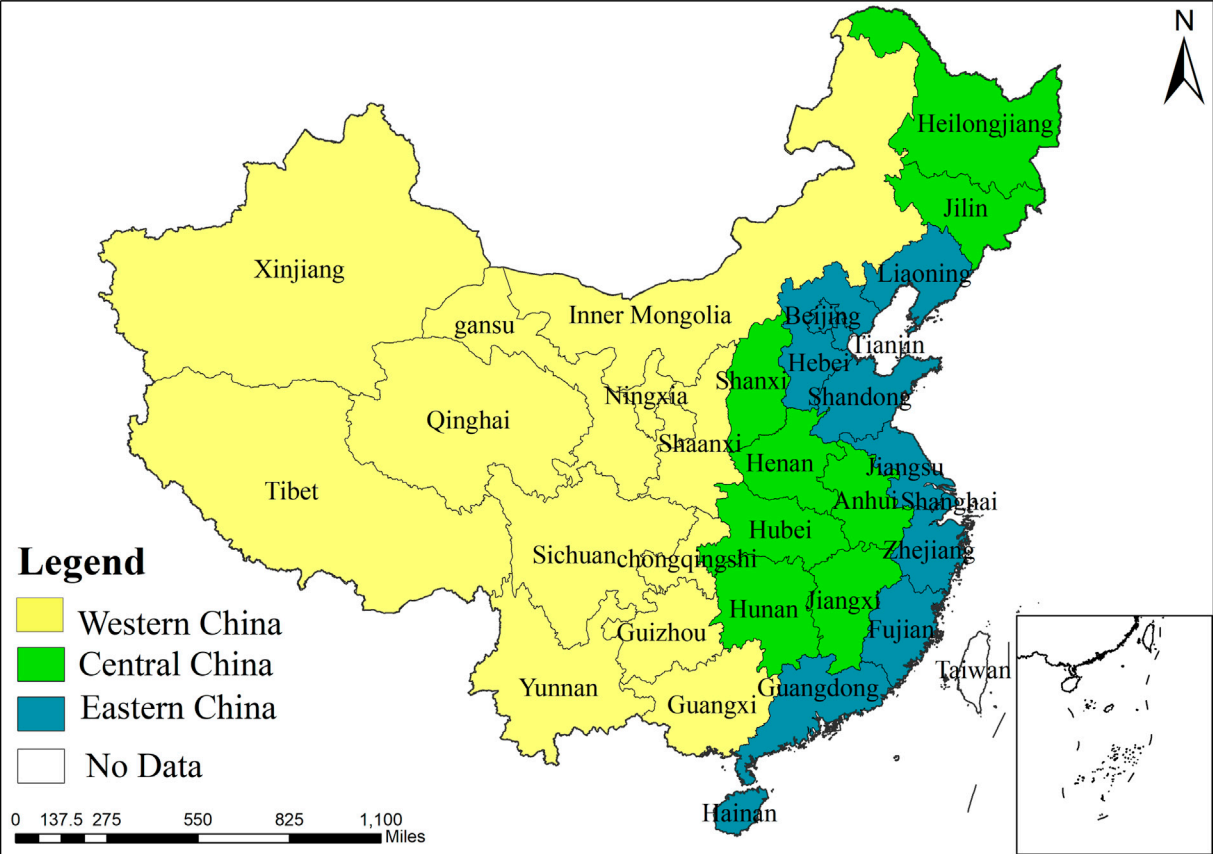 N
Heilongjiang
Jilin
Xinjiang
Liaoning
Inner Mongolia
Beijing
gansu
Tianjin
Hebei
Shanxi
Ningxia
Shandong
Qinghai
Shaanxi
Henan
Jiangsu
Tibet
Anhui
Shanghai
Hubei
Zhejiang
Sichuan
chongqingshi
Jiangxi
Hunan
Guizhou
Fujian
Taiwan
Yunnan
Guangdong
Guangxi
Hainan
Legend
Western China
Central China
Eastern China
No Data
0 137.5 275 550 825 1,100
Miles